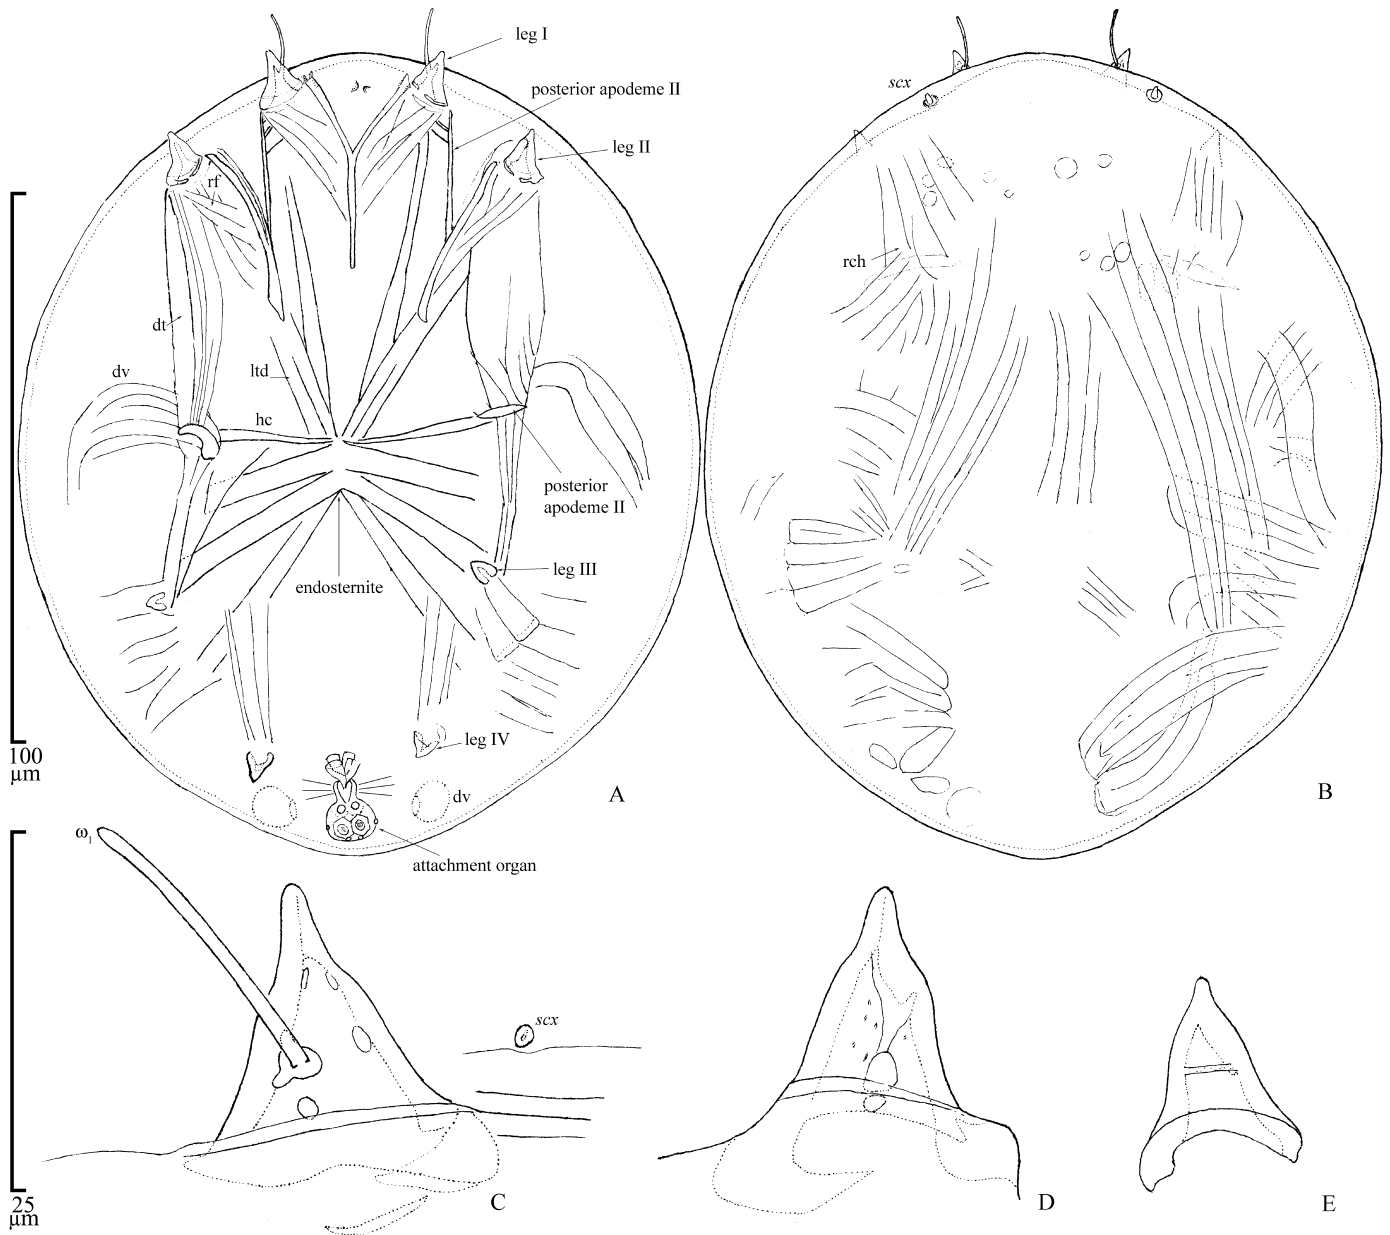 leg I
posterior apodeme II
leg II
rf
dt
dv
ltd
hc
posterior
apodeme II
leg III
endosternite
leg IV
dv
attachment organ
A
scx
rch
B
100
µm
ω1
scx
C
D
E
25
µm